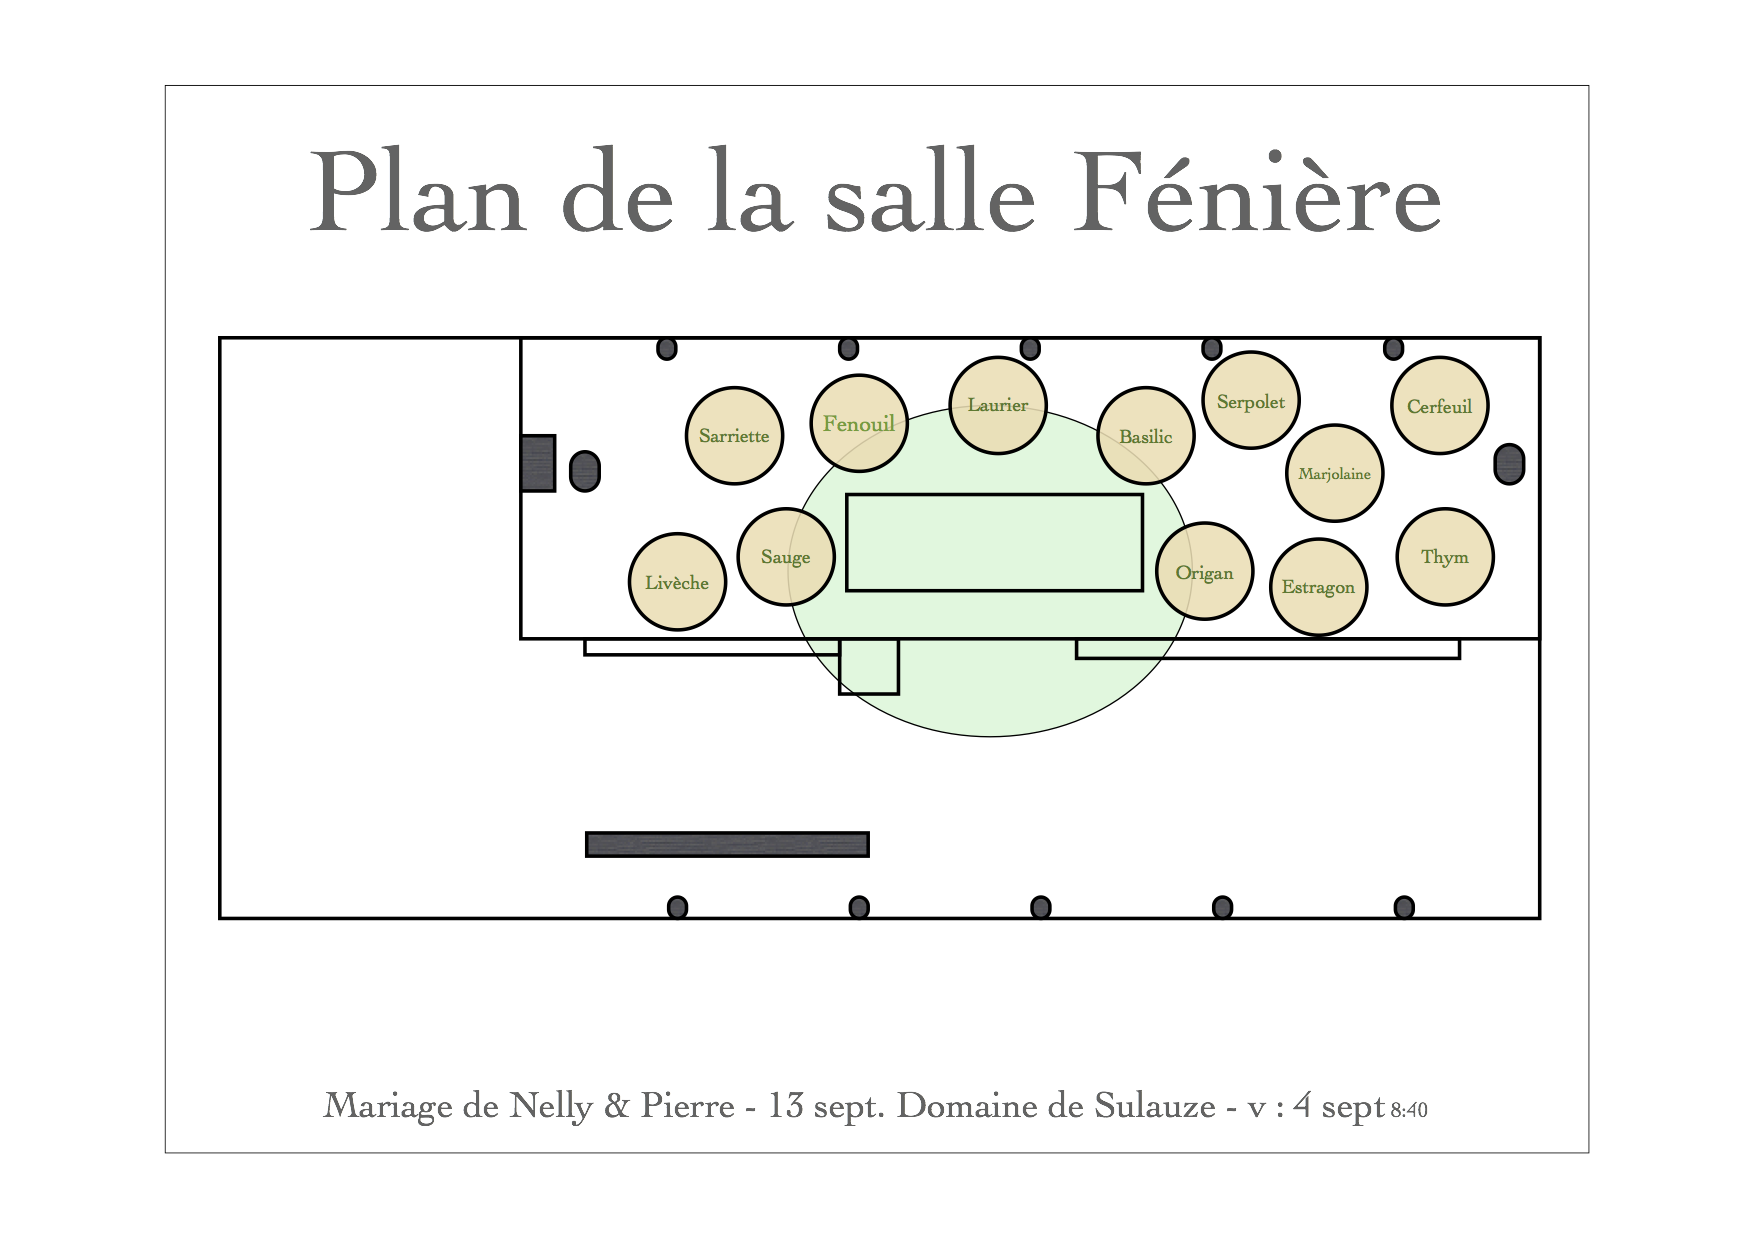 Plan de la salle Fénière
Serpolet
Laurier
Cerfeuil
Fenouil
Sarriette
Basilic
Marjolaine
Sauge
Thym
Origan
Livèche
Estragon
Mariage de Nelly & Pierre - 13 sept. Domaine de Sulauze - v : 4 sept 8:40